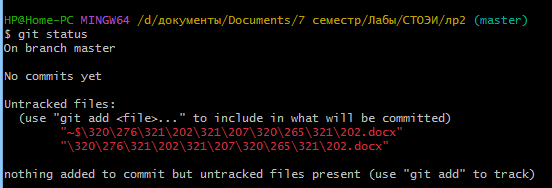 HP@Home-PC MINGW64 /d/документы/Documents/7 семестр/Лабы/СТОЭИ/лр2 (master)
$ git status
On branch master
No commits yet
Untracked files:
(use "git add <file>..." to include in what will be committed)
"~$\320\276\321\202\321\207\320\265\321\202.docx"
"\320\276\321\202\321\207\320\265\321\202.docx"
nothing added to commit but untracked files present (use "git add" to track)